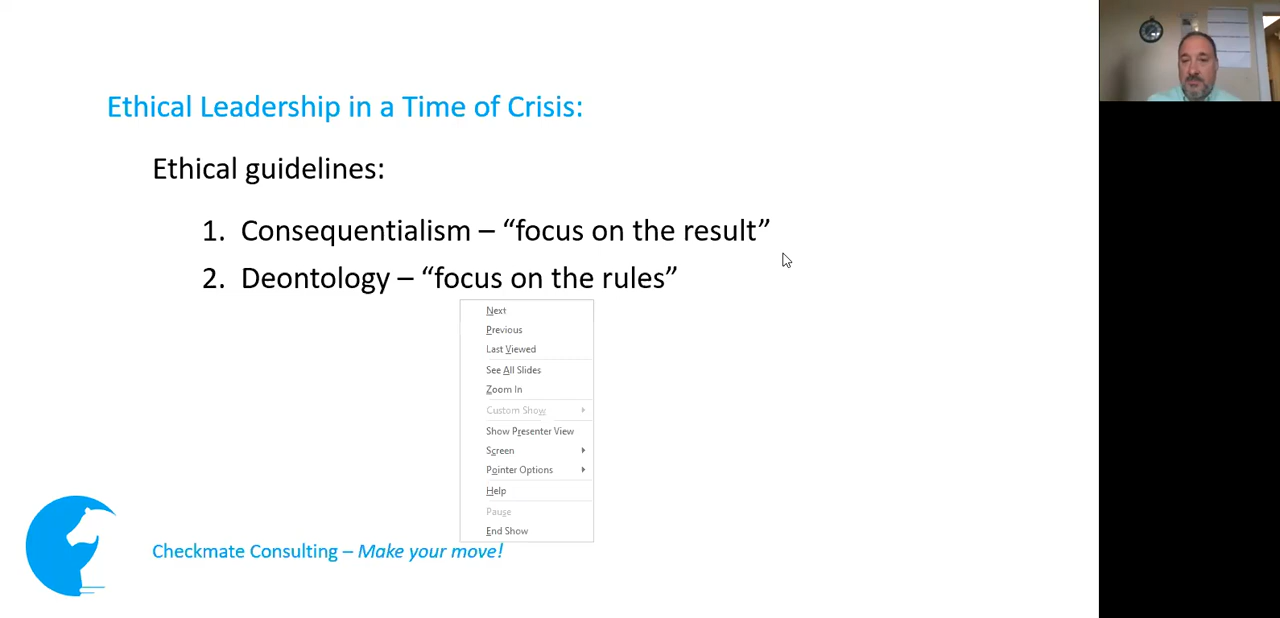 Ethical Leadership in a Time of Crisis:
Ethical guidelines:
1. Consequentialism – “focus on the result”
2. Deontology – “focus on the rules”
Next
Previous
Last Viewed
See All Slides
Zoom In
Custom Show
Show Presenter View
Screen
Pointer Options
Help
Pause
End Show
Checkmate Consulting – Make your move!